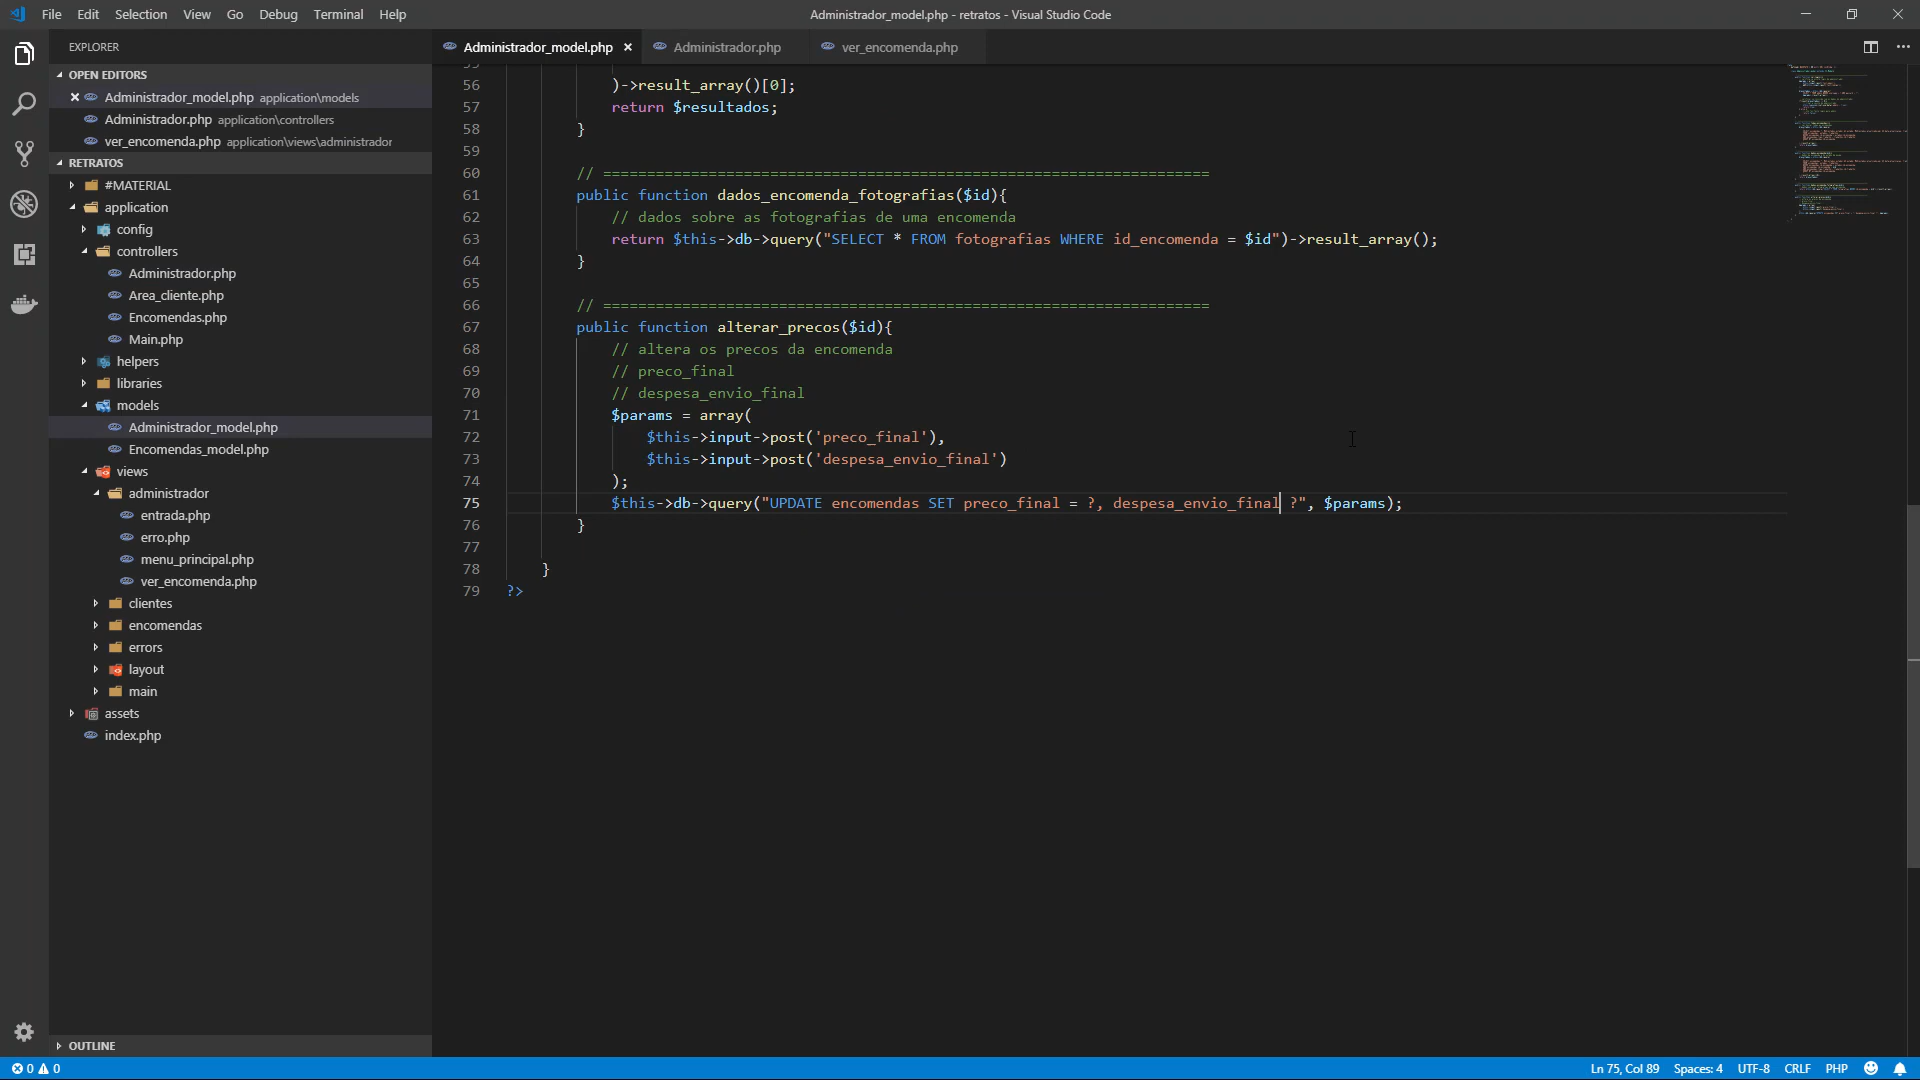 File Edit Selection View Go Debug Terminal Help
Administrador_model.php - retratos - Visual Studio Code
EXPLORER
OPEN EDITORS
Administrador_model.php application\models
Administrador.php application\controllers
ver_encomenda.php application\views\administrador
RETRATOS
#MATERIAL
application
config
controllers
Administrador.php
Area_cliente.php
Encomendas.php
Main.php
helpers
libraries
models
Administrador_model.php
Encomendas_model.php
views
administrador
entrada.php
erro.php
menu_principal.php
ver_encomenda.php
clientes
encomendas
errors
layout
main
assets
index.php
OUTLINE
Administrador_model.php Administrador.php ver_encomenda.php
55
56 )->result_array()[0];
57 return $resultados;
58 }
59
60 // =====================================================================
61 public function dados_encomenda_fotografias($id){
62 // dados sobre as fotografias de uma encomenda
63 return $this->db->query("SELECT * FROM fotografias WHERE id_encomenda = $id")->result_array();
64 }
65
66 // =====================================================================
67 public function alterar_precos($id){
68 // altera os precos da encomenda
69 // preco_final
70 // despesa_envio_final
71 $params = array(
72 $this->input->post('preco_final'),
73 $this->input->post('despesa_envio_final')
74 );
75 $this->db->query("UPDATE encomendas SET preco_final = ?, despesa_envio_final ?", $params);
76 }
77
78 }
79 ?>
0 0
Ln 75, Col 89 Spaces: 4 UTF-8 CRLF PHP